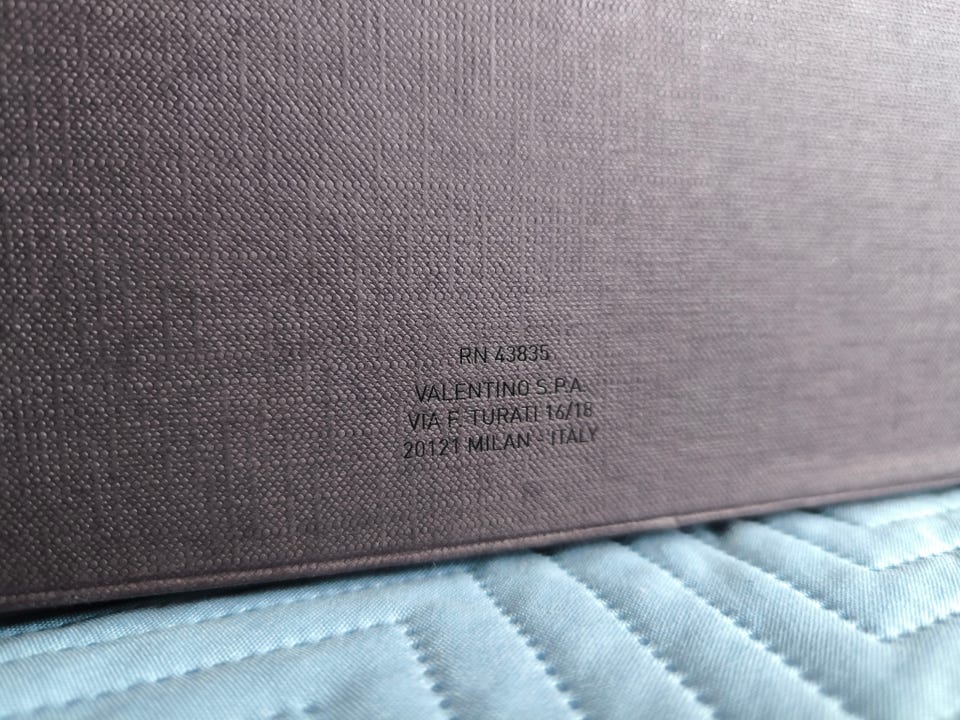 RN 43835
VALENTINO S.P.A.
VIA F. TURATI 16/18
20121 MILAN - ITALY